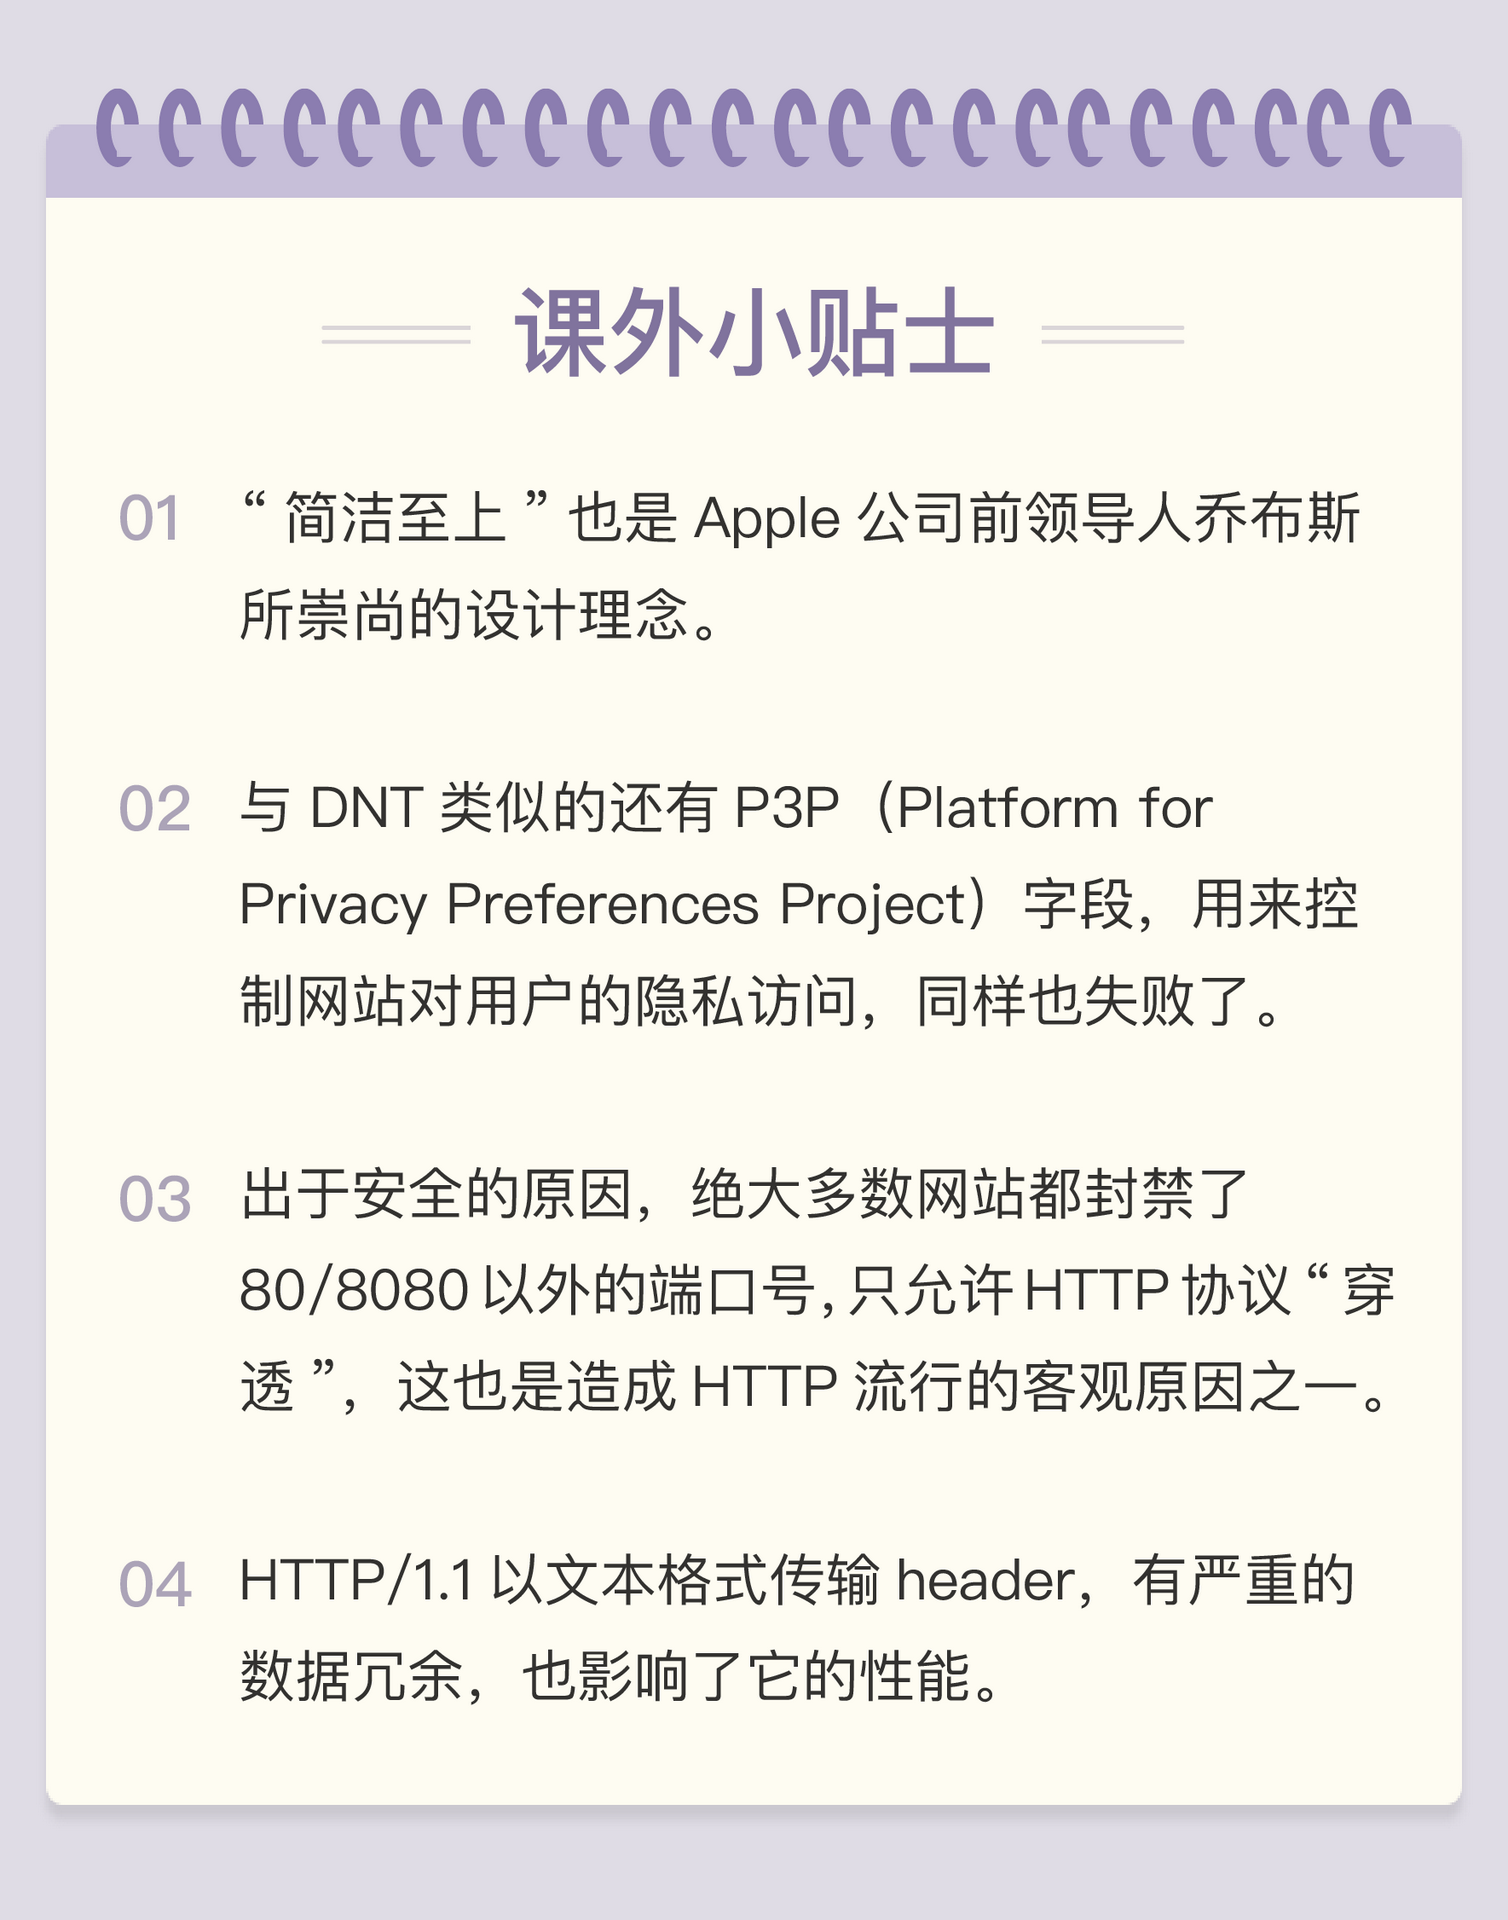 课外小贴士
01 “简洁至上”也是 Apple 公司前领导人乔布斯
所崇尚的设计理念。
02 与 DNT 类似的还有 P3P（Platform for
Privacy Preferences Project）字段，用来控
制网站对用户的隐私访问，同样也失败了。
03 出于安全的原因，绝大多数网站都封禁了
80/8080 以外的端口号，只允许 HTTP 协议“穿
透”，这也是造成 HTTP 流行的客观原因之一。
04 HTTP/1.1 以文本格式传输 header，有严重的
数据冗余，也影响了它的性能。